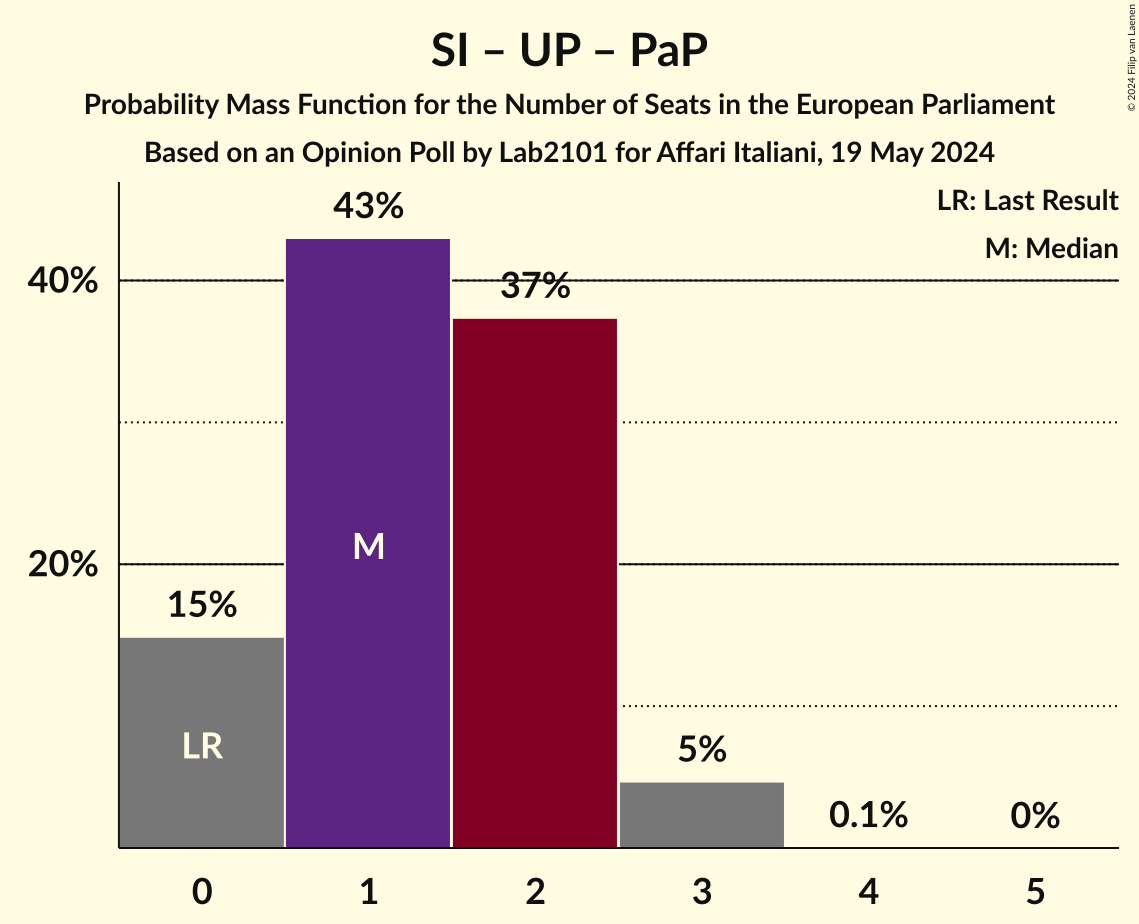 SI – UP – PaP
Probability Mass Function for the Number of Seats in the European Parliament
Based on an Opinion Poll by Lab2101 for Affari Italiani, 19 May 2024
© 2024 Filip van Laenen
LR: Last Result
M: Median
43%
40%
37%
M
20%
15%
LR
5%
0.1%
0%
0 1 2 3 4 5